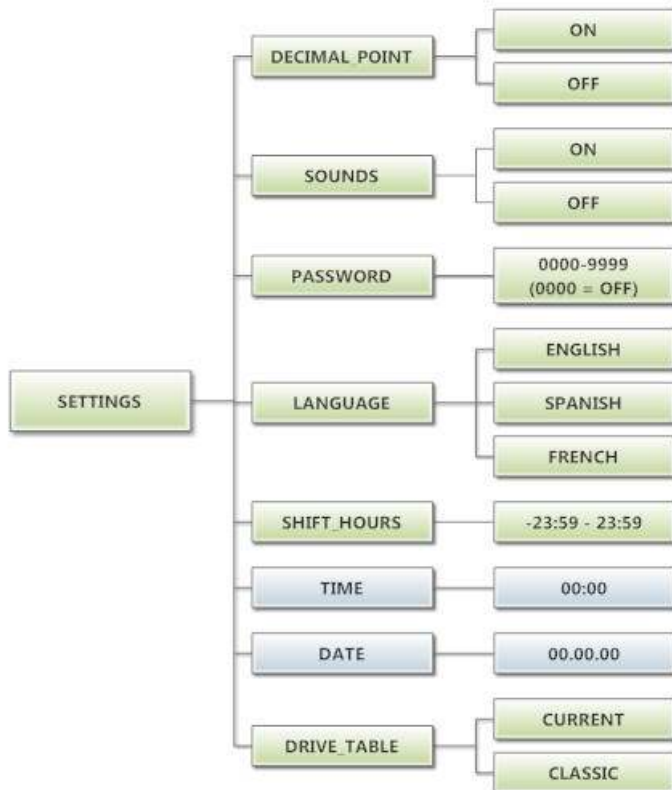 SETTINGS
DECIMAL_POINT
ON
OFF
SOUNDS
ON
OFF
PASSWORD
0000-9999
(0000 = OFF)
LANGUAGE
ENGLISH
SPANISH
FRENCH
SHIFT_HOURS
-23:59 - 23:59
TIME
00:00
DATE
00.00.00
DRIVE_TABLE
CURRENT
CLASSIC